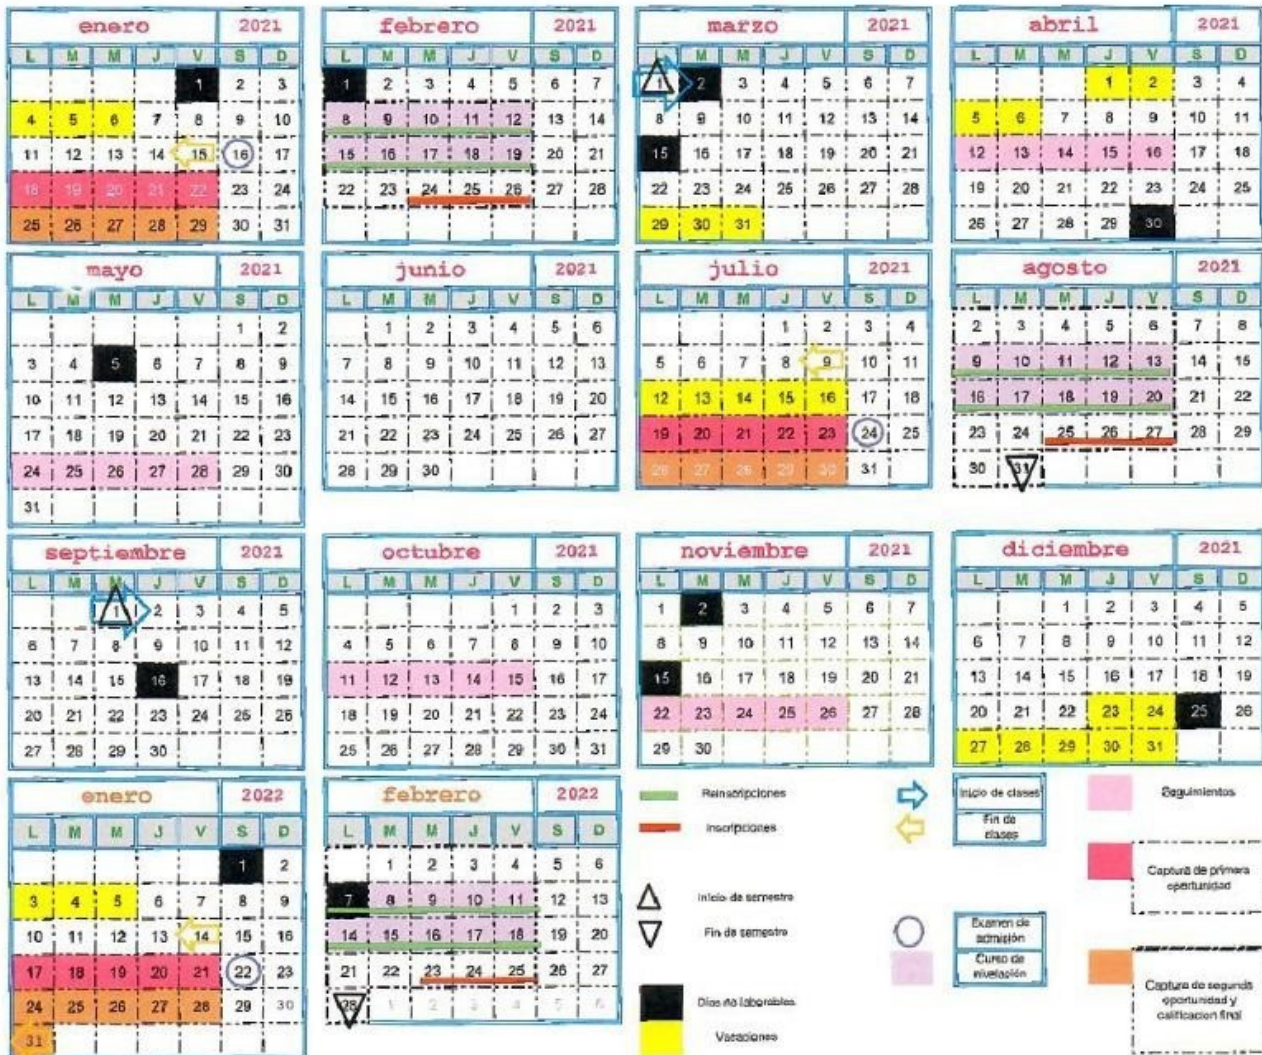 enero 2021
L M M J V S D
1 2 3
4 5 6 7 8 9 10
11 12 13 14 15 16 17
18 19 20 21 22 23 24
25 26 27 28 29 30 31
febrero 2021
L M M J V S D
1 2 3 4 5 6 7
8 9 10 11 12 13 14
15 16 17 18 19 20 21
22 23 24 25 26 27 28
marzo 2021
L M M J V S D
1 2 3 4 5 6 7
8 9 10 11 12 13 14
15 16 17 18 19 20 21
22 23 24 25 26 27 28
29 30 31
abril 2021
L M M J V S D
1 2 3 4
5 6 7 8 9 10 11
12 13 14 15 16 17 18
19 20 21 22 23 24 25
26 27 28 29 30
mayo 2021
L M M J V S D
1 2
3 4 5 6 7 8 9
10 11 12 13 14 15 16
17 18 19 20 21 22 23
24 25 26 27 28 29 30
31
junio 2021
L M M J V S D
1 2 3 4 5 6
7 8 9 10 11 12 13
14 15 16 17 18 19 20
21 22 23 24 25 26 27
28 29 30
julio 2021
L M M J V S D
1 2 3 4
5 6 7 8 9 10 11
12 13 14 15 16 17 18
19 20 21 22 23 24 25
26 27 28 29 30 31
agosto 2021
L M M J V S D
2 3 4 5 6 7 8
9 10 11 12 13 14 15
16 17 18 19 20 21 22
23 24 25 26 27 28 29
30 31
septiembre 2021
L M M J V S D
1 2 3 4 5
6 7 8 9 10 11 12
13 14 15 16 17 18 19
20 21 22 23 24 25 26
27 28 29 30
octubre 2021
L M M J V S D
1 2 3
4 5 6 7 8 9 10
11 12 13 14 15 16 17
18 19 20 21 22 23 24
25 26 27 28 29 30 31
noviembre 2021
L M M J V S D
1 2 3 4 5 6 7
8 9 10 11 12 13 14
15 16 17 18 19 20 21
22 23 24 25 26 27 28
29 30
diciembre 2021
L M M J V S D
1 2 3 4 5
6 7 8 9 10 11 12
13 14 15 16 17 18 19
20 21 22 23 24 25 26
27 28 29 30 31
enero 2022
L M M J V S D
1 2
3 4 5 6 7 8 9
10 11 12 13 14 15 16
17 18 19 20 21 22 23
24 25 26 27 28 29 30
31
febrero 2022
L M M J V S D
1 2 3 4 5 6
7 8 9 10 11 12 13
14 15 16 17 18 19 20
21 22 23 24 25 26 27
28 1 2 3 4 5 6
Reinscripciones
Inscripciones
Inicio de semestre
Fin de semestre
Dias no laborables
Vacaciones
Inicio de clases
Fin de
clases
Examen de
admisión
Curso de
nivelación
Seguimientos
Captura de primera
oportunidad
Captura de segunda
oportunidad y
calificacion final